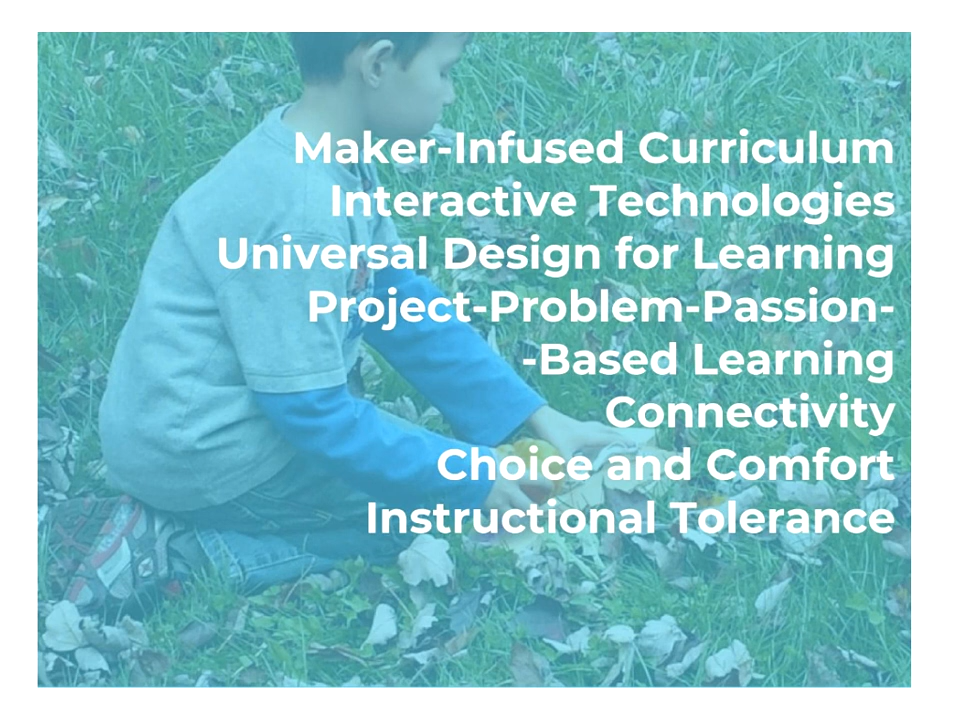 Maker-Infused Curriculum
Interactive Technologies
Universal Design for Learning
Project-Problem-Passion-
-Based Learning
Connectivity
Choice and Comfort
Instructional Tolerance